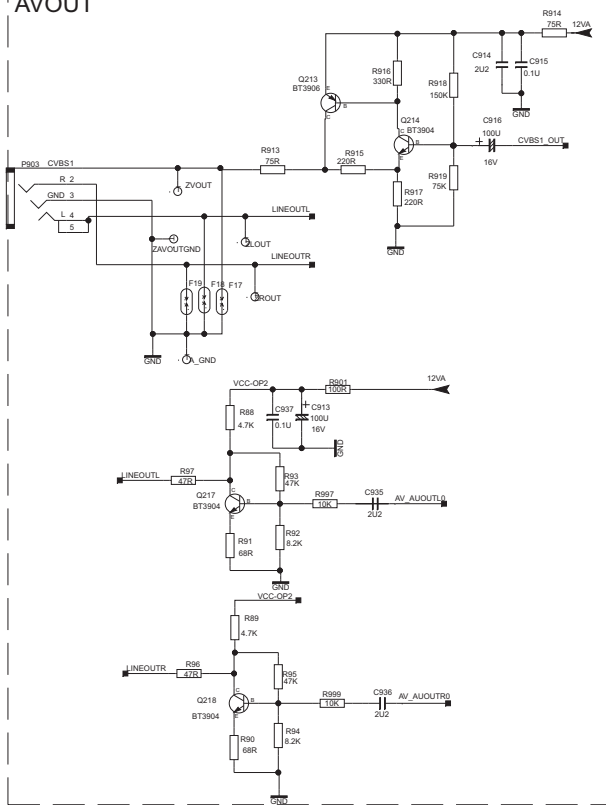 AVOUT
R914
75R
12VA
C914
2U2
C915
0.1U
GND
R916
330R
R918
150K
Q213
BT3906
E
B
C
Q214
BT3904
C
B
E
C916
100U
+
16V
CVBS1_OUT
R913
75R
R915
220R
R919
75K
R917
220R
GND
P903 CVBS1
R 2
GND 3
L 4
5
ZVOUT
LINEOUTL
ZAVOUTGND
ZLOUT
LINEOUTR
F19
F18
F17
GND
A_GND
VCC-OP2
R901
100R
12VA
R88
4.7K
C937
0.1U
+
C913
100U
16V
GND
LINEOUTL
R97
47R
R93
47K
Q217
BT3904
C
B
E
R997
10K
C935
2U2
AV_AUOUTL0
R91
68R
R92
8.2K
GND
VCC-OP2
R89
4.7K
LINEOUTR
R96
47R
R95
47K
Q218
BT3904
C
B
E
R999
10K
C936
2U2
AV_AUOUTR0
R90
68R
R94
8.2K
GND